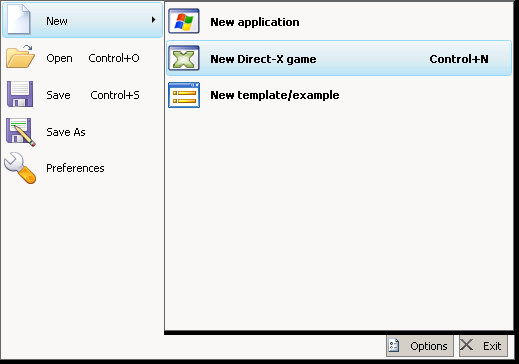 New
Open Control+O
Save Control+S
Save As
Preferences
New application
New Direct-X game Control+N
New template/example
Options Exit